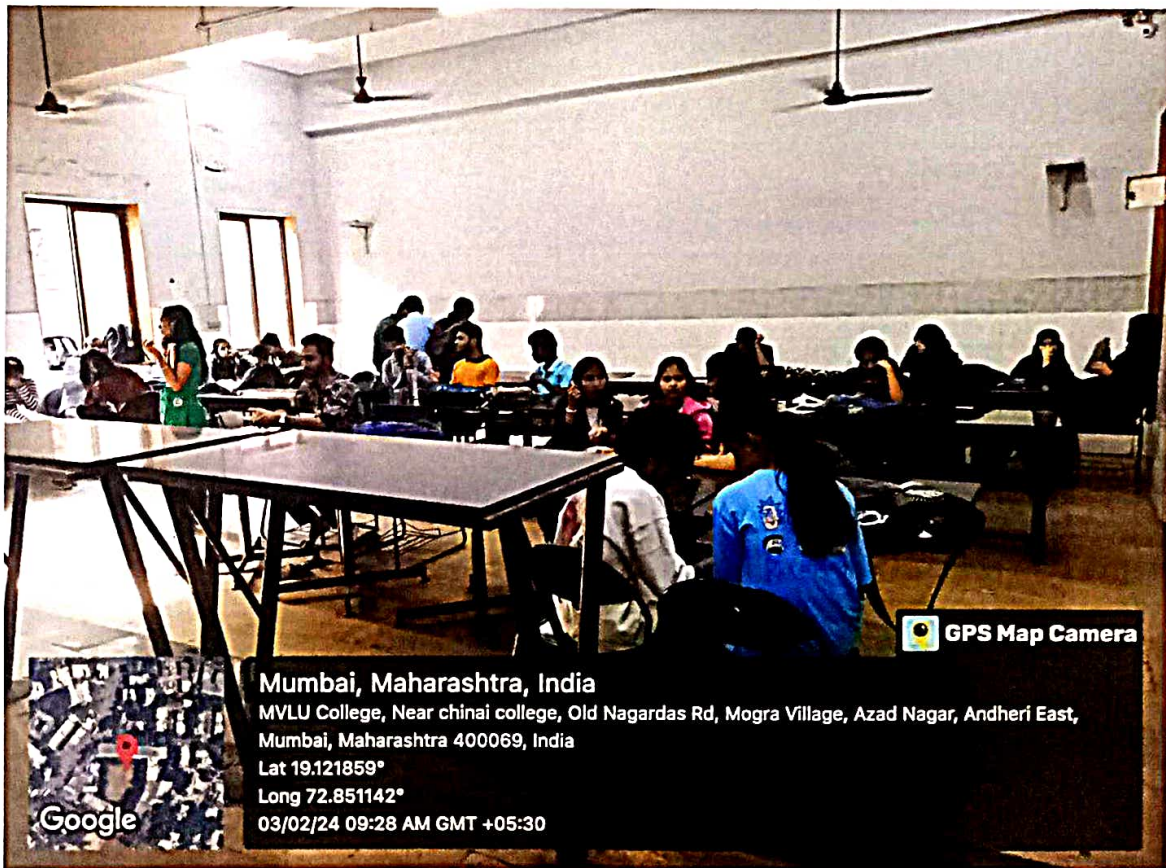 GPS Map Camera
Mumbai, Maharashtra, India
MVLU College, Near chinai college, Old Nagardas Rd, Mogra Village, Azad Nagar, Andheri East,
Mumbai, Maharashtra 400069, India
Lat 19.121859°
Long 72.851142°
03/02/24 09:28 AM GMT +05:30
Google